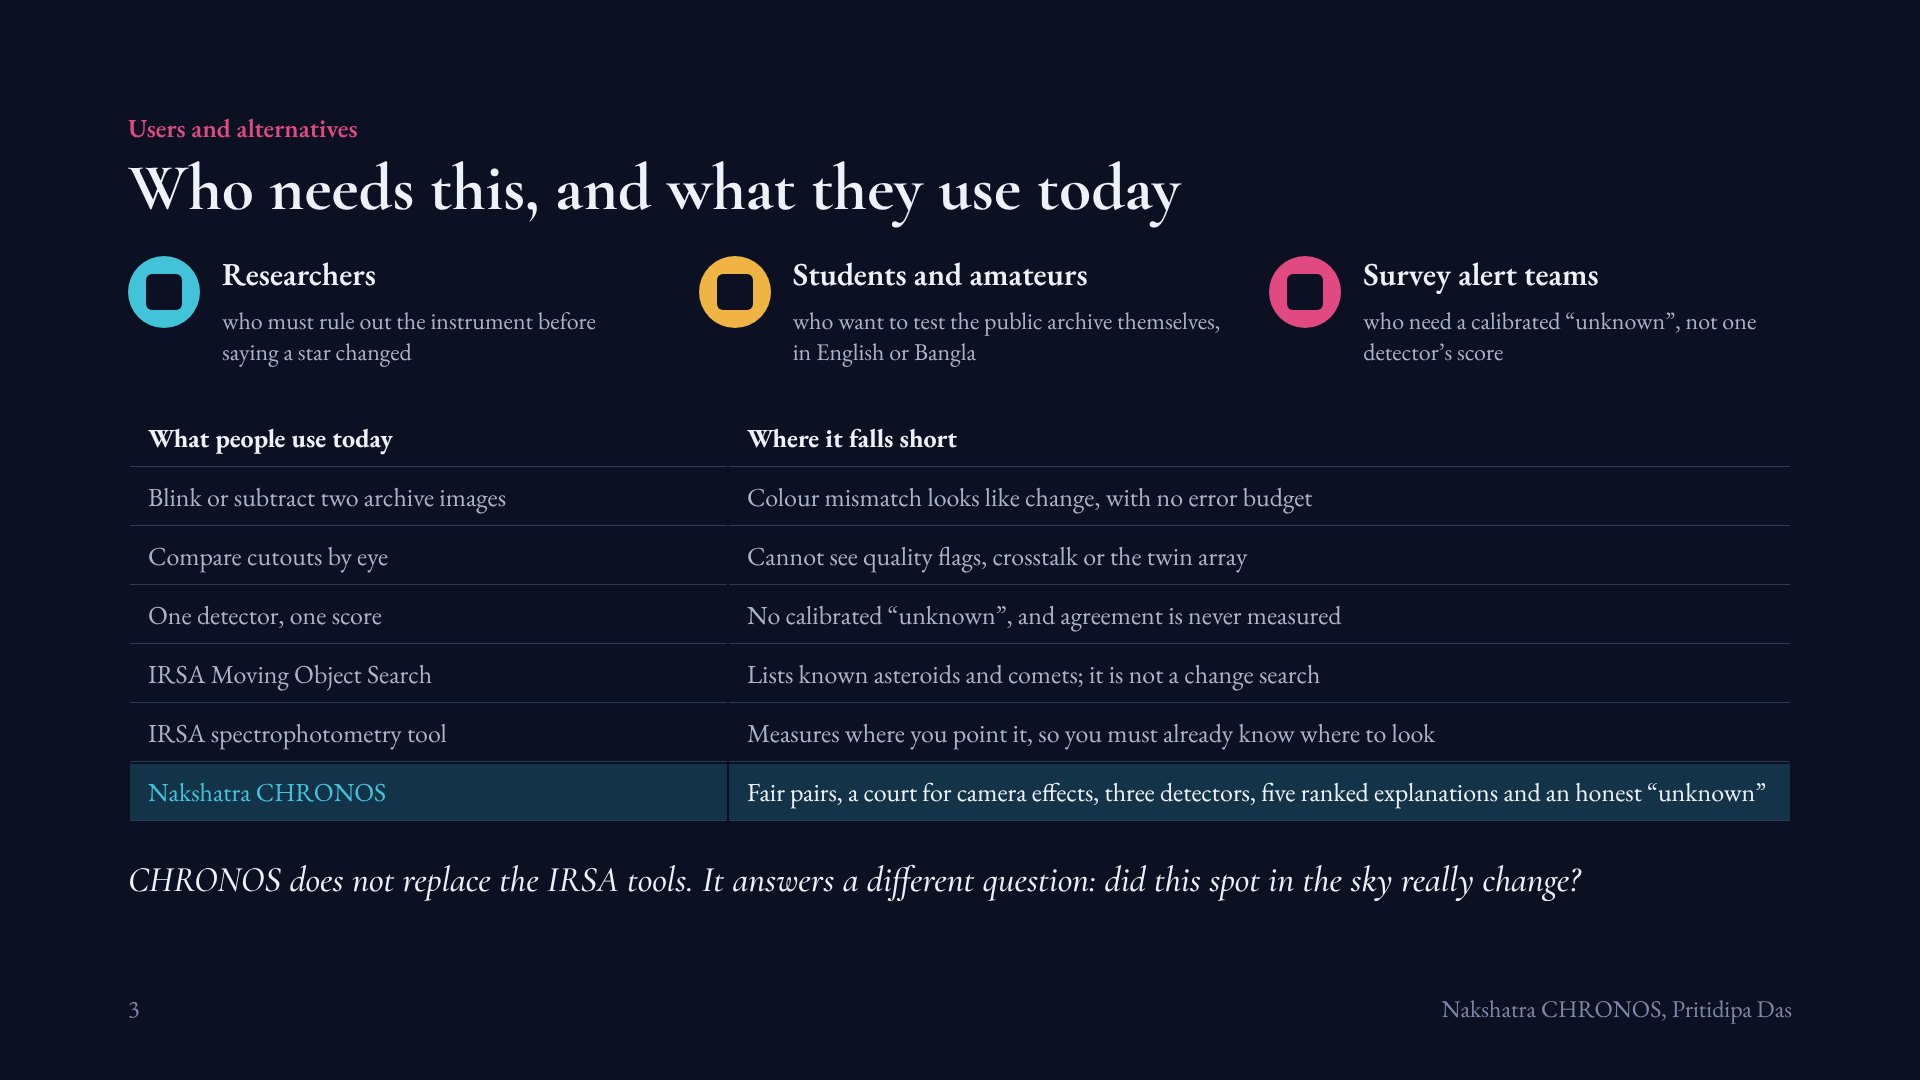 Users and alternatives
Who needs this, and what they use today
Researchers
who must rule out the instrument before
saying a star changed
Students and amateurs
who want to test the public archive themselves,
in English or Bangla
Survey alert teams
who need a calibrated “unknown”, not one
detector’s score
What people use today
Where it falls short
Blink or subtract two archive images
Colour mismatch looks like change, with no error budget
Compare cutouts by eye
Cannot see quality flags, crosstalk or the twin array
One detector, one score
No calibrated “unknown”, and agreement is never measured
IRSA Moving Object Search
Lists known asteroids and comets; it is not a change search
IRSA spectrophotometry tool
Measures where you point it, so you must already know where to look
Nakshatra CHRONOS
Fair pairs, a court for camera effects, three detectors, five ranked explanations and an honest “unknown”
CHRONOS does not replace the IRSA tools. It answers a different question: did this spot in the sky really change?
3
Nakshatra CHRONOS, Pritidipa Das